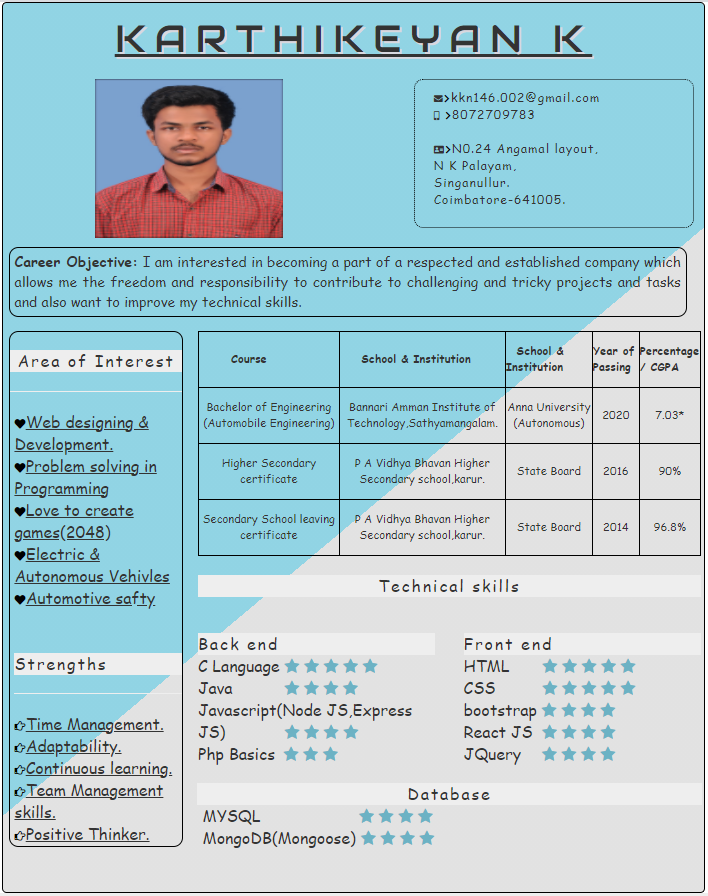 KARTHIKEYAN K
kkn146.002@gmail.com
8072709783
N0.24 Angamal layout,
N K Palayam,
Singanullur.
Coimbatore-641005.
Career Objective: I am interested in becoming a part of a respected and established company which
allows me the freedom and responsibility to contribute to challenging and tricky projects and tasks
and also want to improve my technical skills.
Area of Interest
Web designing &
Development.
Problem solving in
Programming
Love to create
games(2048)
Electric &
Autonomous Vehivles
Automotive safty
Strengths
Time Management.
Adaptability.
Continuous learning.
Team Management
skills.
Positive Thinker.
Course School & Institution School & Institution Year of Passing Percentage / CGPA
Bachelor of Engineering (Automobile Engineering) Bannari Amman Institute of Technology,Sathyamangalam. Anna University (Autonomous) 2020 7.03*
Higher Secondary certificate P A Vidhya Bhavan Higher Secondary school,karur. State Board 2016 90%
Secondary School leaving certificate P A Vidhya Bhavan Higher Secondary school,karur. State Board 2014 96.8%
Technical skills
Back end
C Language
Java
Javascript(Node JS,Express
JS)
Php Basics
Front end
HTML
CSS
bootstrap
React JS
JQuery
Database
MYSQL
MongoDB(Mongoose)